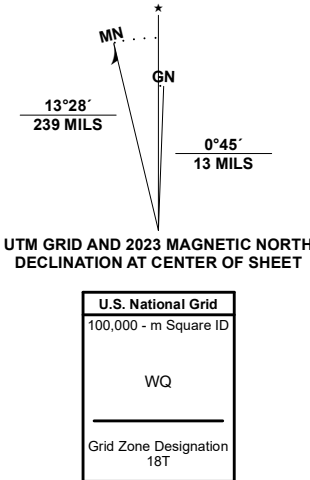 ★
MN
GN
13°28´
239 MILS
0°45´
13 MILS
UTM GRID AND 2023 MAGNETIC NORTH
DECLINATION AT CENTER OF SHEET
U.S. National Grid
100,000 - m Square ID
WQ
Grid Zone Designation
18T